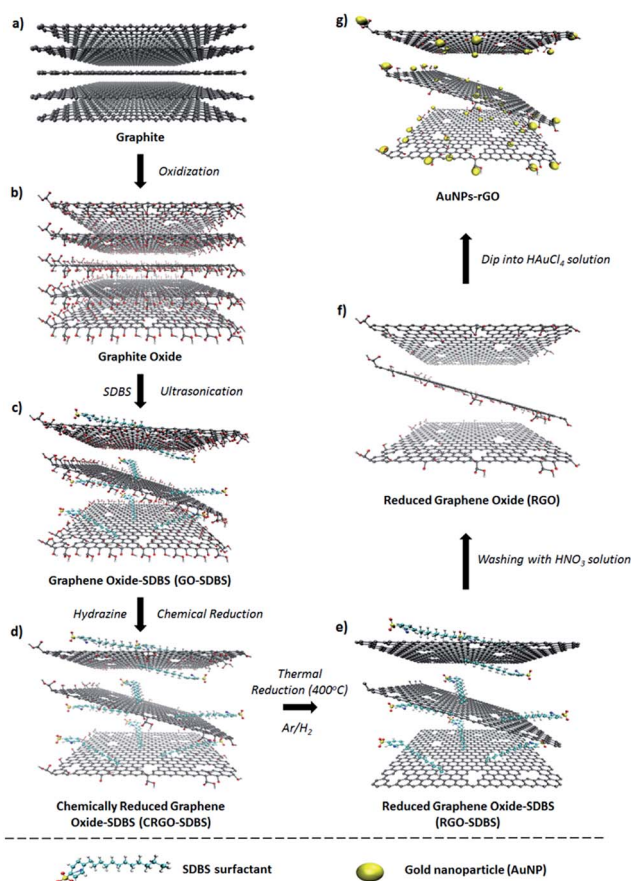 a)
Graphite
Oxidization
b)
Graphite Oxide
SDBS Ultrasonication
c)
Graphene Oxide-SDBS (GO-SDBS)
Hydrazine Chemical Reduction
d)
Chemically Reduced Graphene
Oxide-SDBS (CRGO-SDBS)
Thermal
Reduction (400°C)
Ar/H₂
e)
Reduced Graphene Oxide-SDBS
(RGO-SDBS)
Washing with HNO₃ solution
f)
Reduced Graphene Oxide (RGO)
Dip into HAuCl₄ solution
g)
AuNPs-rGO
SDBS surfactant
Gold nanoparticle (AuNP)